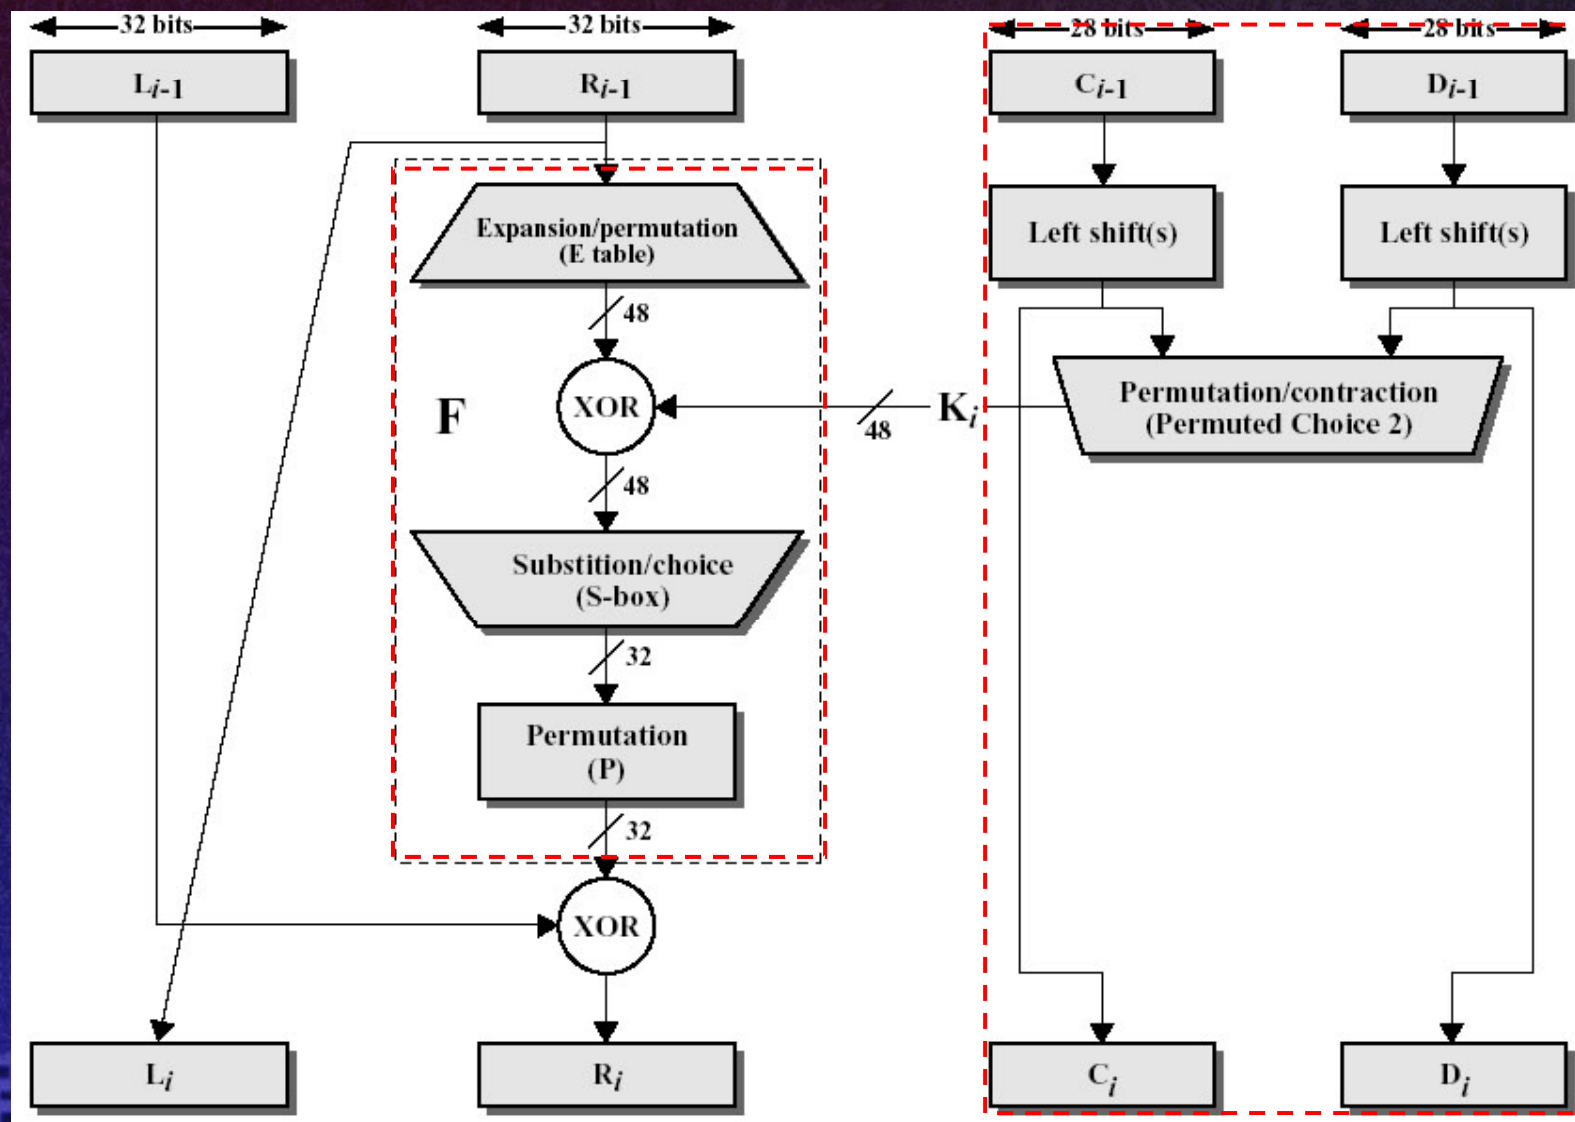 32 bits
32 bits
28 bits
28 bits
Li-1
Ri-1
Ci-1
Di-1
Expansion/permutation
(E table)
Left shift(s)
Left shift(s)
48
Permutation/contraction
(Permuted Choice 2)
F
XOR
48
Ki
48
Substition/choice
(S-box)
32
Permutation
(P)
32
XOR
Li
Ri
Ci
Di